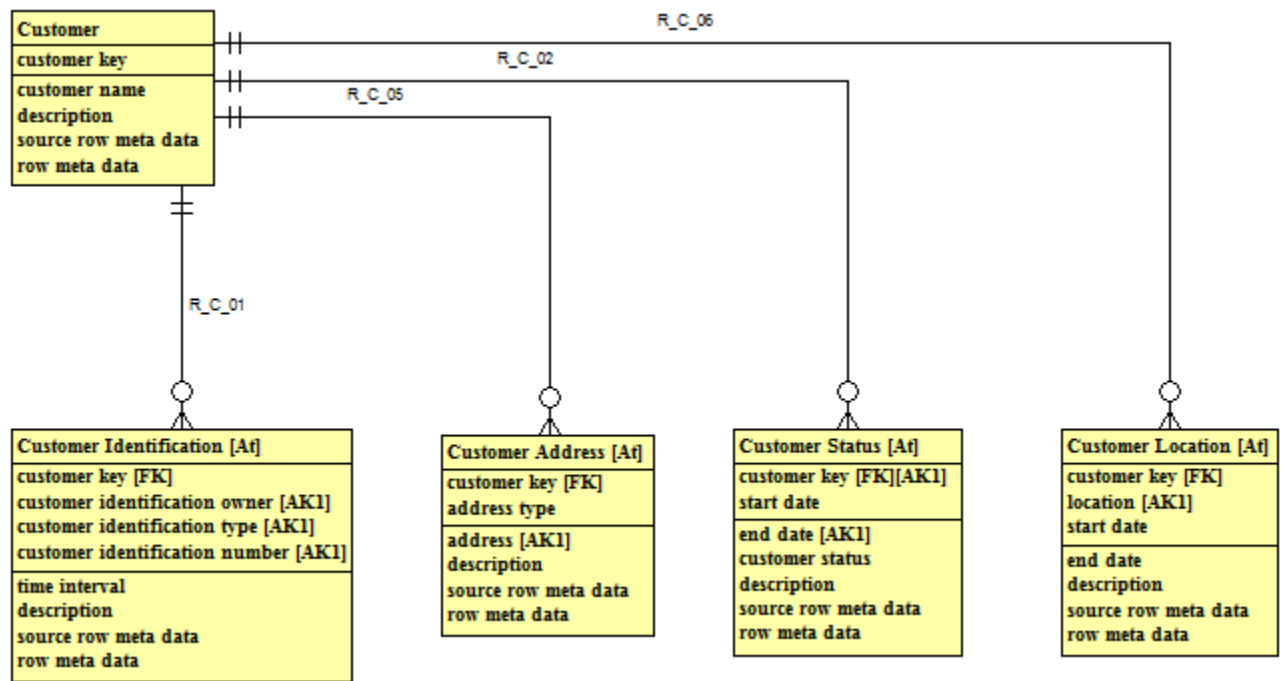 Customer
customer key
customer name
description
source row meta data
row meta data
R_C_06
R_C_02
R_C_05
R_C_01
Customer Identification [At]
customer key [FK]
customer identification owner [AK1]
customer identification type [AK1]
customer identification number [AK1]
time interval
description
source row meta data
row meta data
Customer Address [At]
customer key [FK]
address type
address [AK1]
description
source row meta data
row meta data
Customer Status [At]
customer key [FK][AK1]
start date
end date [AK1]
customer status
description
source row meta data
row meta data
Customer Location [At]
customer key [FK]
location [AK1]
start date
end date
description
source row meta data
row meta data